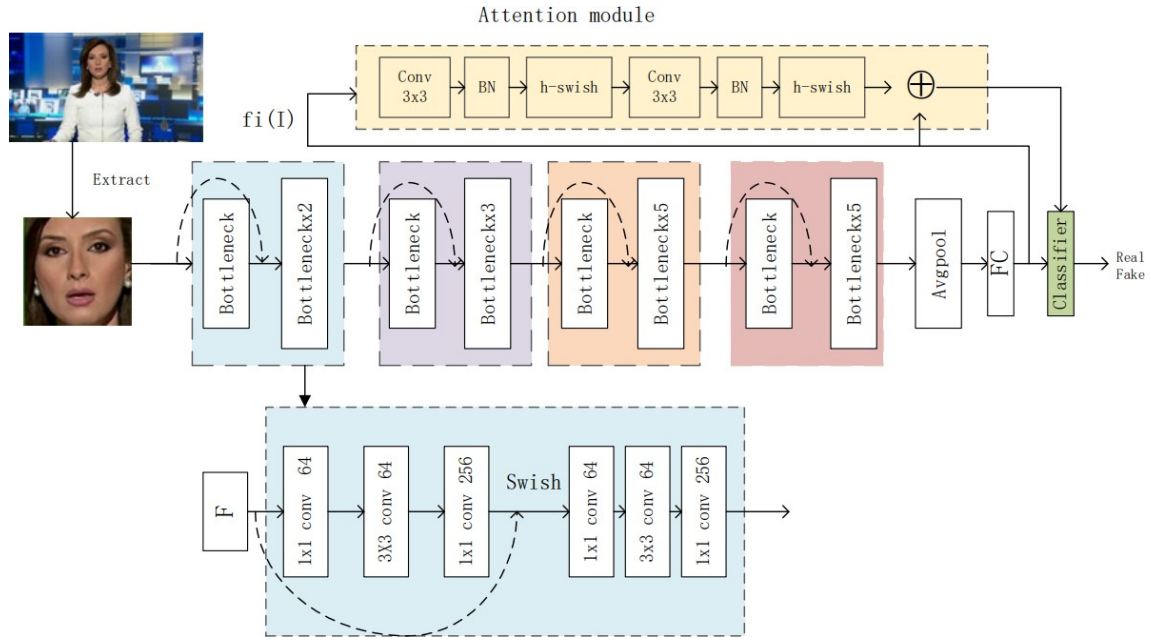 Attention module
Conv
3x3
BN
h-swish
Conv
3x3
BN
h-swish
fi(I)
Extract
Bottleneck
Bottleneckx2
Bottleneck
Bottleneckx3
Bottleneck
Bottleneckx5
Bottleneck
Bottleneckx5
Avgpool
FC
Classifier
Real
Fake
F
1x1 conv 64
3X3 conv 64
1x1 conv 256
Swish
1x1 conv 64
3x3 conv 64
1x1 conv 256